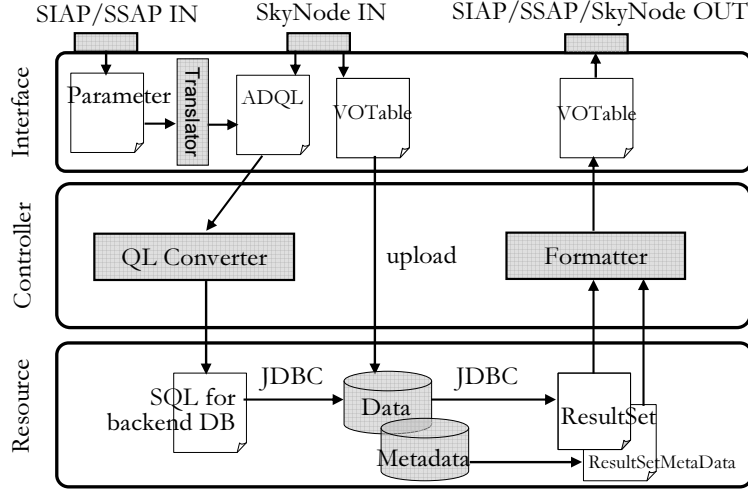 SIAP/SSAP IN
SkyNode IN
SIAP/SSAP/SkyNode OUT
Interface
Parameter
Translator
ADQL
VOTable
VOTable
Controller
QL Converter
upload
Formatter
Resource
SQL for
backend DB
JDBC
Data
JDBC
ResultSet
Metadata
ResultSetMetaData